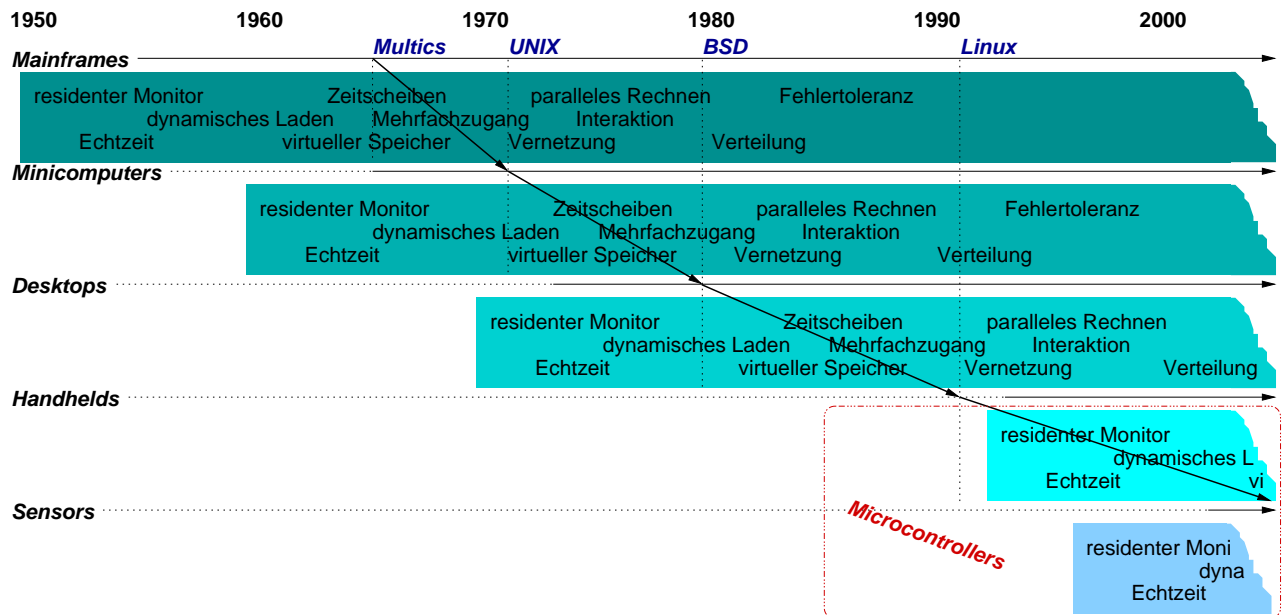 1950 1960 1970 1980 1990 2000
Multics UNIX BSD Linux
Mainframes
residenter Monitor Zeitscheiben paralleles Rechnen Fehlertoleranz
dynamisches Laden Mehrfachzugang Interaktion
Echtzeit virtueller Speicher Vernetzung Verteilung
Minicomputers
residenter Monitor Zeitscheiben paralleles Rechnen Fehlertoleranz
dynamisches Laden Mehrfachzugang Interaktion
Echtzeit virtueller Speicher Vernetzung Verteilung
Desktops
residenter Monitor Zeitscheiben paralleles Rechnen
dynamisches Laden Mehrfachzugang Interaktion
Echtzeit virtueller Speicher Vernetzung Verteilung
Handhelds
residenter Monitor
dynamisches L
Echtzeit vi
Sensors
Microcontrollers
residenter Moni
dyna
Echtzeit